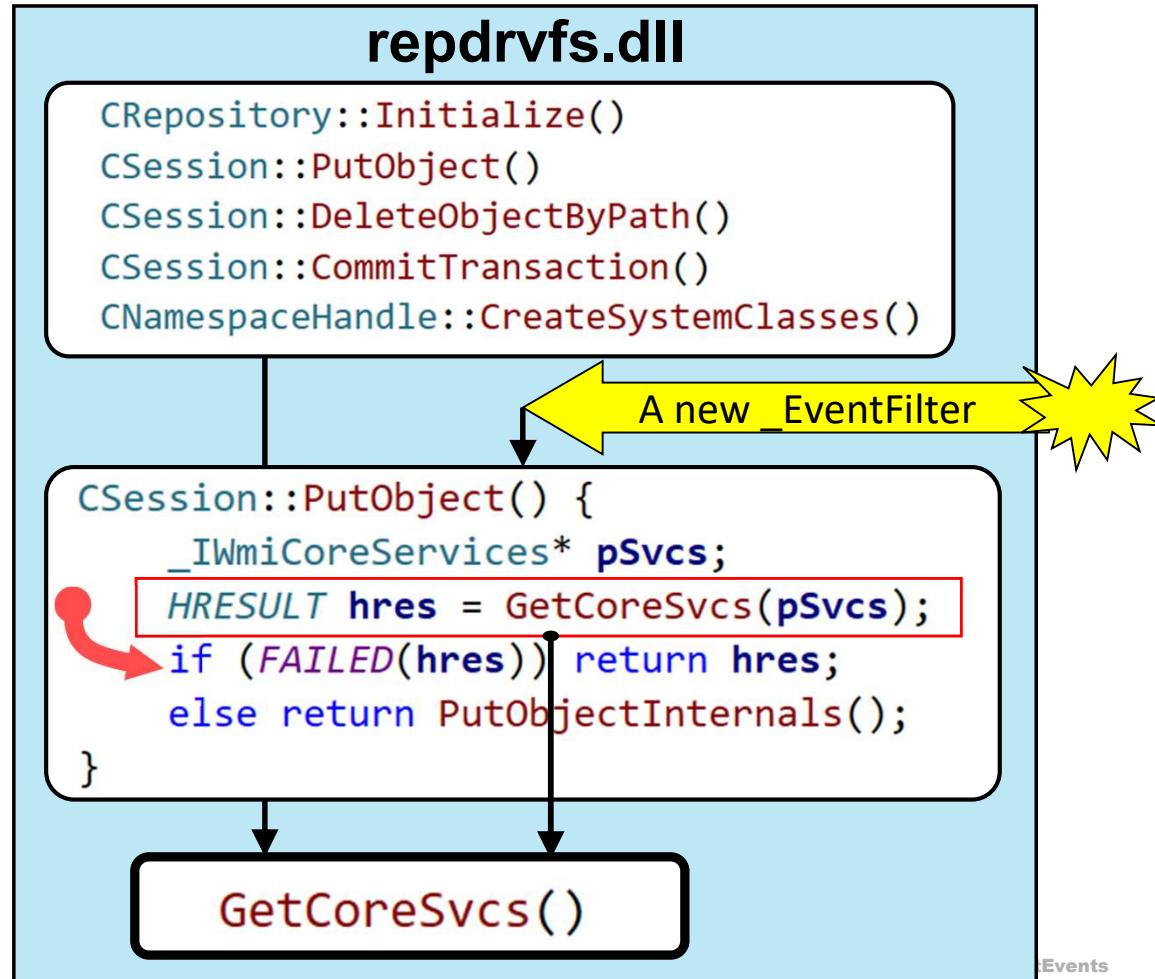 repdrvfs.dll
CRepository::Initialize()
CSession::PutObject()
CSession::DeleteObjectByPath()
CSession::CommitTransaction()
CNamespaceHandle::CreateSystemClasses()
A new _EventFilter
CSession::PutObject() {
_IWmiCoreServices* pSvcs;
HRESULT hres = GetCoreSvcs(pSvcs);
if (FAILED(hres)) return hres;
else return PutObjectInternals();
}
GetCoreSvcs()
Events